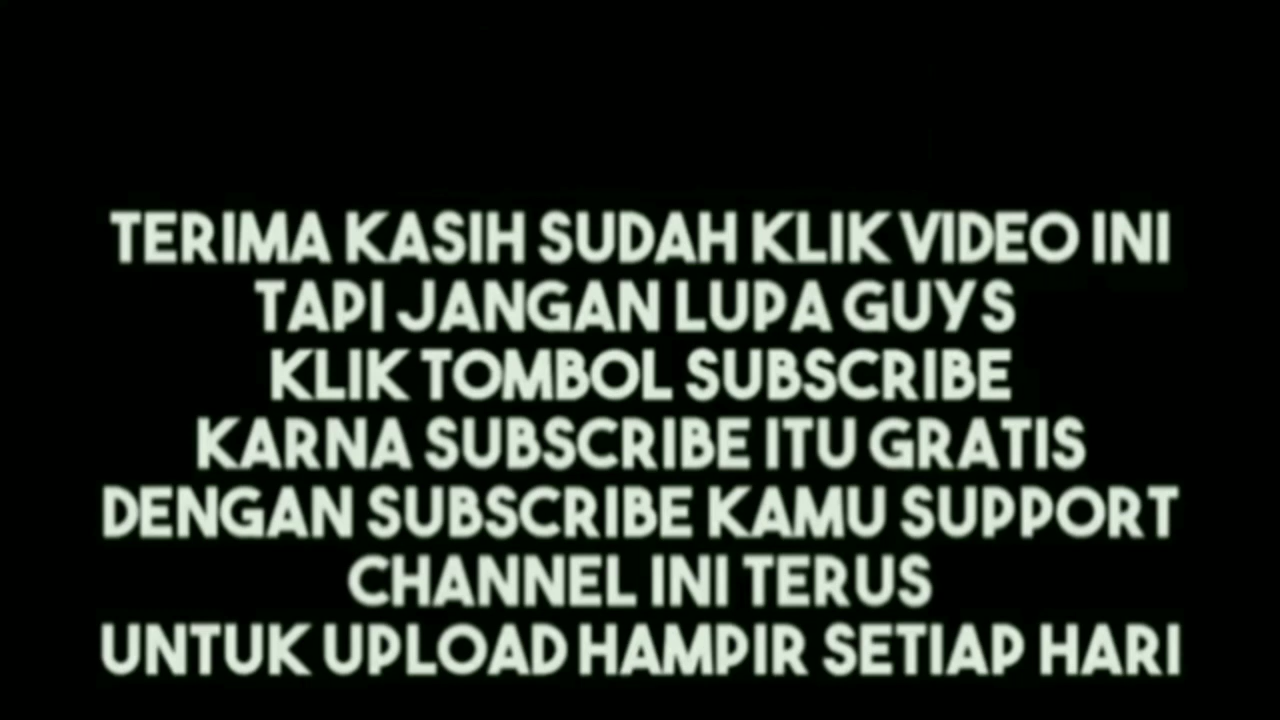 TERIMA KASIH SUDAH KLIK VIDEO INI
TAPI JANGAN LUPA GUYS
KLIK TOMBOL SUBSCRIBE
KARNA SUBSCRIBE ITU GRATIS
DENGAN SUBSCRIBE KAMU SUPPORT
CHANNEL INI TERUS
UNTUK UPLOAD HAMPIR SETIAP HARI